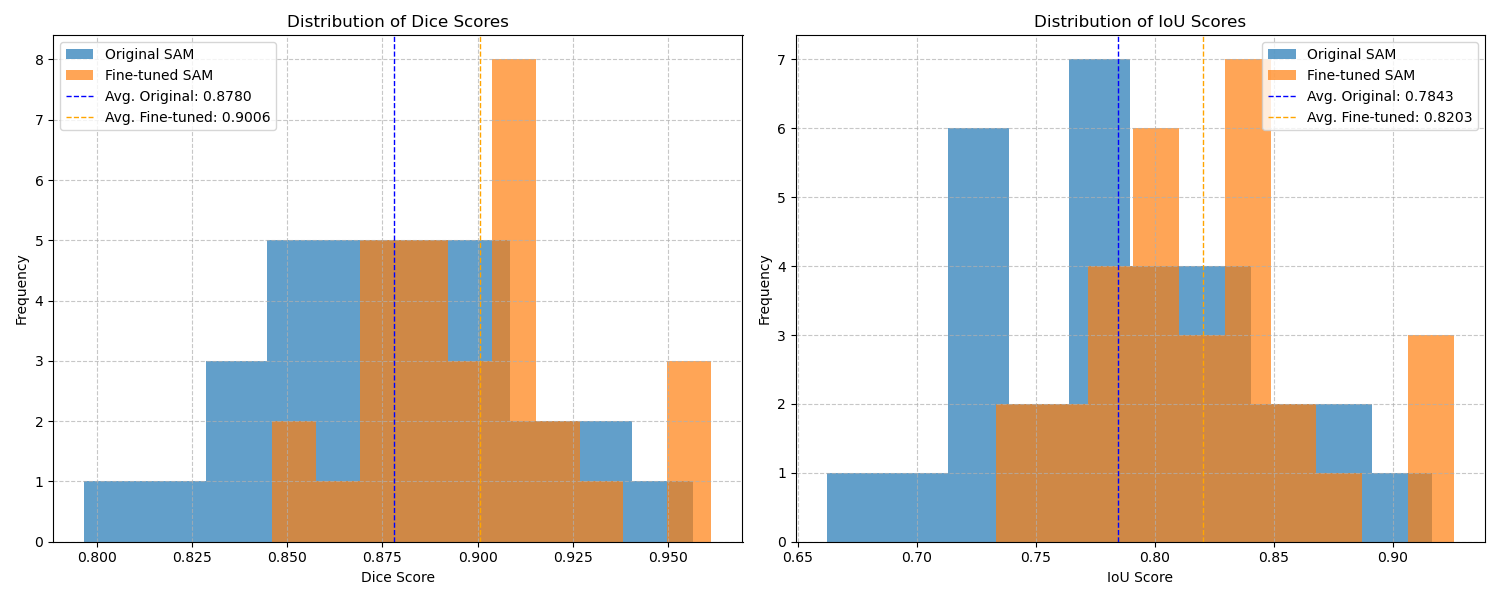 Distribution of Dice Scores
Original SAM
Fine-tuned SAM
Avg. Original: 0.8780
Avg. Fine-tuned: 0.9006
Frequency
8
7
6
5
4
3
2
1
0
0.800 0.825 0.850 0.875 0.900 0.925 0.950
Dice Score
Distribution of IoU Scores
Original SAM
Fine-tuned SAM
Avg. Original: 0.7843
Avg. Fine-tuned: 0.8203
Frequency
7
6
5
4
3
2
1
0
0.65 0.70 0.75 0.80 0.85 0.90
IoU Score